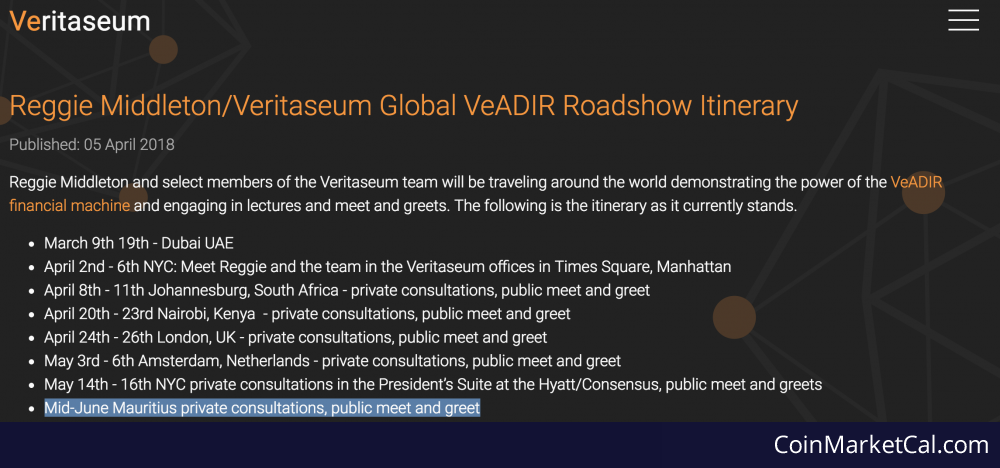 Veritaseum
Reggie Middleton/Veritaseum Global VeADIR Roadshow Itinerary
Published: 05 April 2018
Reggie Middleton and select members of the Veritaseum team will be traveling around the world demonstrating the power of the VeADIR
financial machine and engaging in lectures and meet and greets. The following is the itinerary as it currently stands.
• March 9th 19th - Dubai UAE
• April 2nd - 6th NYC: Meet Reggie and the team in the Veritaseum offices in Times Square, Manhattan
• April 8th - 11th Johannesburg, South Africa - private consultations, public meet and greet
• April 20th - 23rd Nairobi, Kenya  - private consultations, public meet and greet
• April 24th - 26th London, UK - private consultations, public meet and greet
• May 3rd - 6th Amsterdam, Netherlands - private consultations, public meet and greet
• May 14th - 16th NYC private consultations in the President's Suite at the Hyatt/Consensus, public meet and greets
• Mid-June Mauritius private consultations, public meet and greet
CoinMarketCal.com